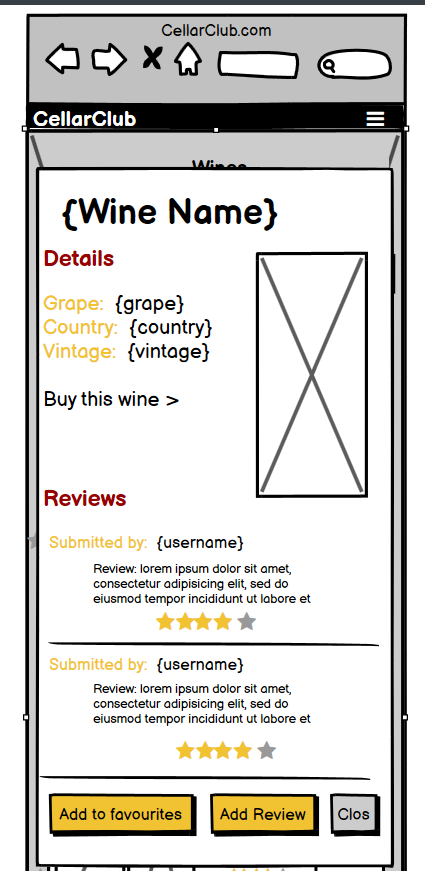 CellarClub.com
CellarClub
Wines
{Wine Name}
Details
Grape: {grape}
Country: {country}
Vintage: {vintage}
Buy this wine >
Reviews
Submitted by: {username}
Review: lorem ipsum dolor sit amet,
consectetur adipisicing elit, sed do
eiusmod tempor incididunt ut labore et
Submitted by: {username}
Review: lorem ipsum dolor sit amet,
consectetur adipisicing elit, sed do
eiusmod tempor incididunt ut labore et
Add to favourites Add Review Clos